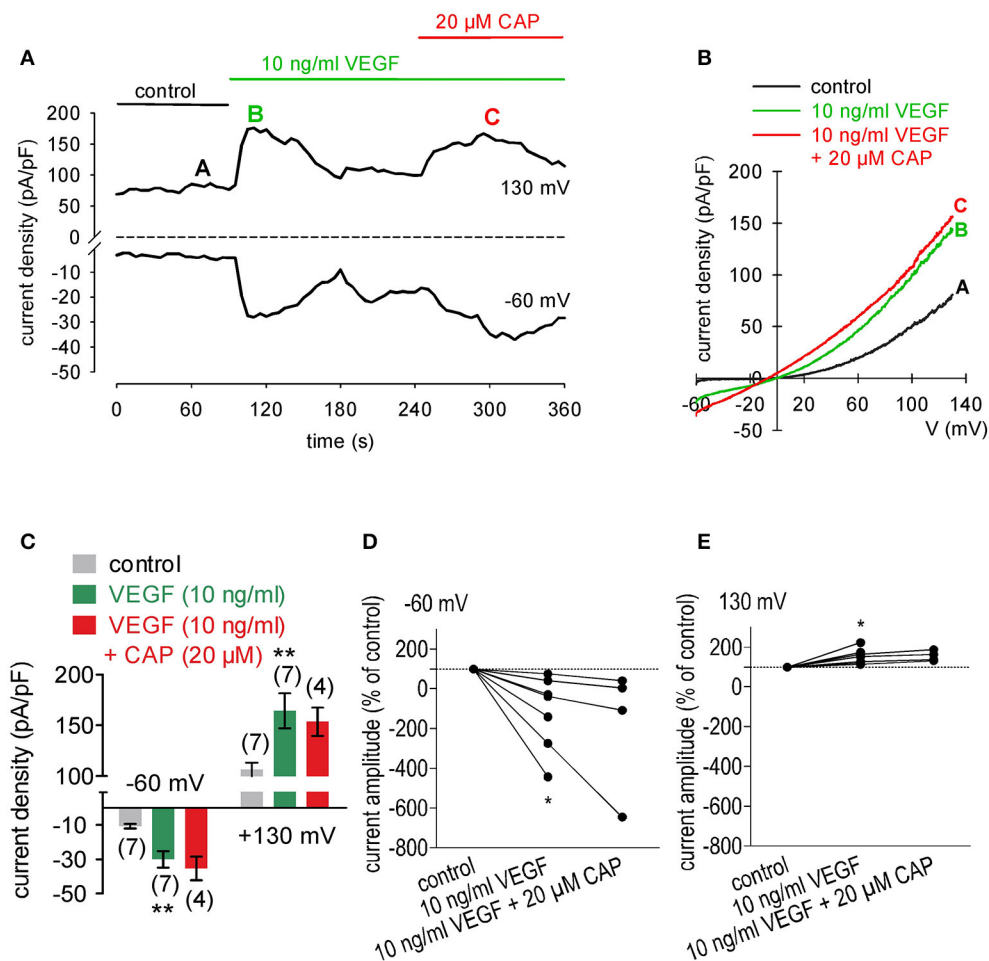 A
20 µM CAP
10 ng/ml VEGF
control
current density (pA/pF)
200
150
100
50
0
-10
-20
-30
-40
-50
A
B
C
130 mV
-60 mV
0
60
120
180
240
300
360
time (s)
B
control
10 ng/ml VEGF
10 ng/ml VEGF
+ 20 µM CAP
current density (pA/pF)
200
150
100
50
0
-50
-60
-20
20
60
100
140
V (mV)
C
B
A
C
control
VEGF (10 ng/ml)
VEGF (10 ng/ml)
+ CAP (20 µM)
current density (pA/pF)
200
150
100
-10
-30
-50
**
(7)
(7)
(4)
-60 mV
+130 mV
(7)
(7)
(4)
**
D
-60 mV
current amplitude (% of control)
200
0
-200
-400
-600
-800
*
control
10 ng/ml VEGF
10 ng/ml VEGF + 20 µM CAP
E
130 mV
current amplitude (% of control)
200
0
-200
-400
-600
-800
*
control
10 ng/ml VEGF
10 ng/ml VEGF + 20 µM CAP